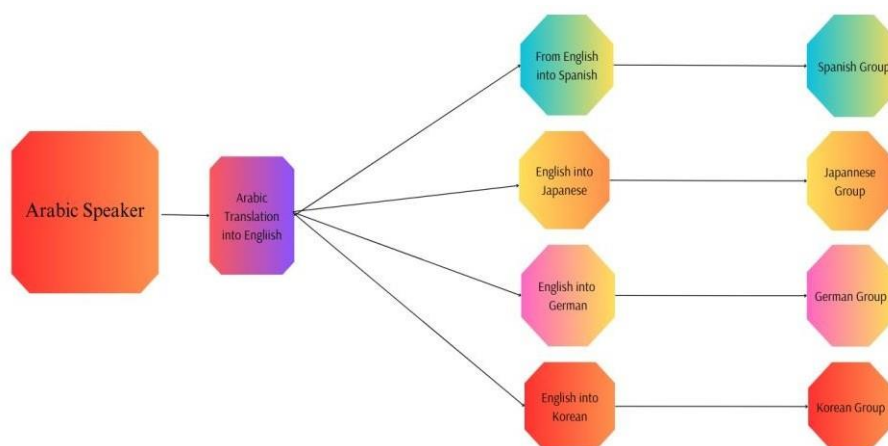 Arabic Speaker
Arabic
Translation
into Engliish
From English
into Spanish
Spanish Group
English into
Japanese
Japannese
Group
English into
German
German Group
English into
Korean
Korean Group